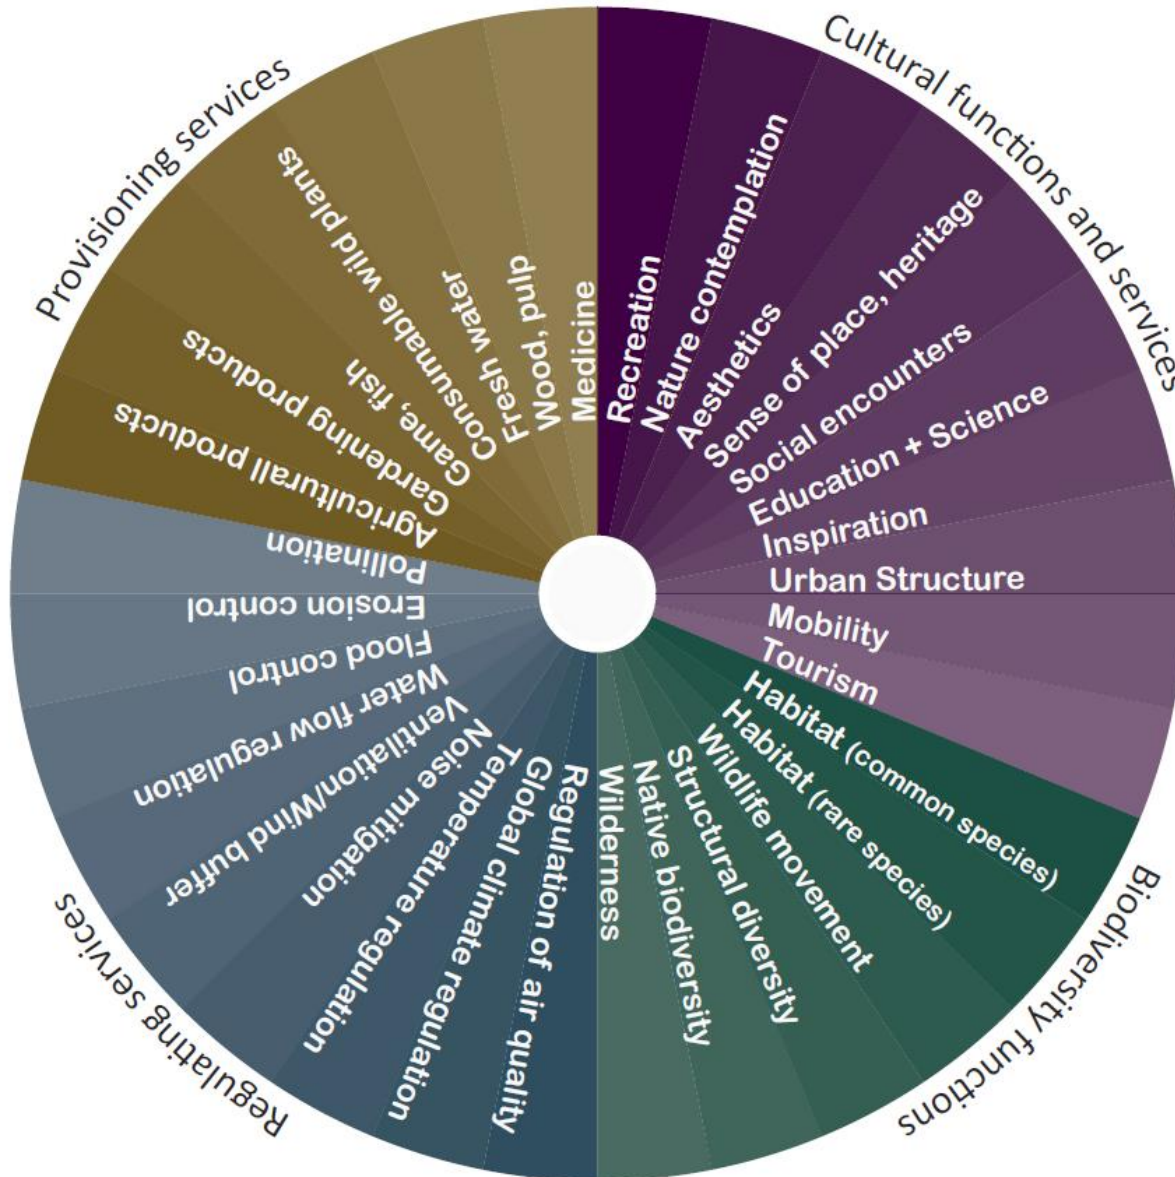 Cultural functions and services
Recreation
Nature contemplation
Aesthetics
Sense of place, heritage
Social encounters
Education + Science
Inspiration
Urban Structure
Mobility
Tourism
Biodiversity functions
Habitat (common species)
Habitat (rare species)
Wildlife movement
Structural diversity
Native biodiversity
Wilderness
Regulating services
Regulation of air quality
Global climate regulation
Temperature regulation
Noise mitigation
Ventilation/Wind buffer
Water flow regulation
Flood control
Erosion control
Pollination
Provisioning services
Agriculturall products
Gardening products
Game, fish
Consumable wild plants
Fresh water
Wood, pulp
Medicine